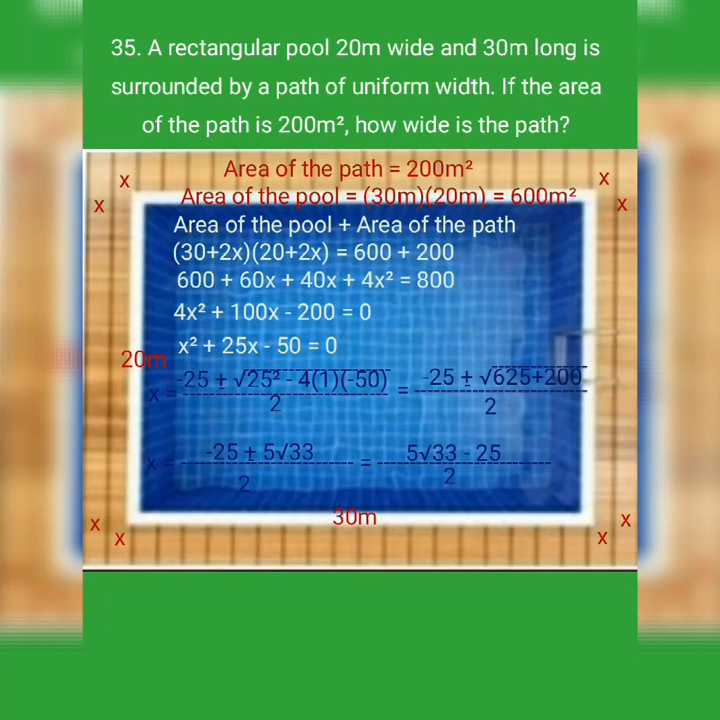 35. A rectangular pool 20m wide and 30m long is
surrounded by a path of uniform width. If the area
of the path is 200m², how wide is the path?
Area of the path = 200m²
x x
Area of the pool = (30m)(20m) = 600m²
x x
Area of the pool + Area of the path
(30+2x)(20+2x) = 600 + 200
600 + 60x + 40x + 4x² = 800
4x² + 100x - 200 = 0
x² + 25x - 50 = 0
20m
x = -25 ± √25² - 4(1)(-50) = -25 ± √625+200
2 2
x = -25 ± 5√33 = 5√33 - 25
2 2
30m
x x
x x